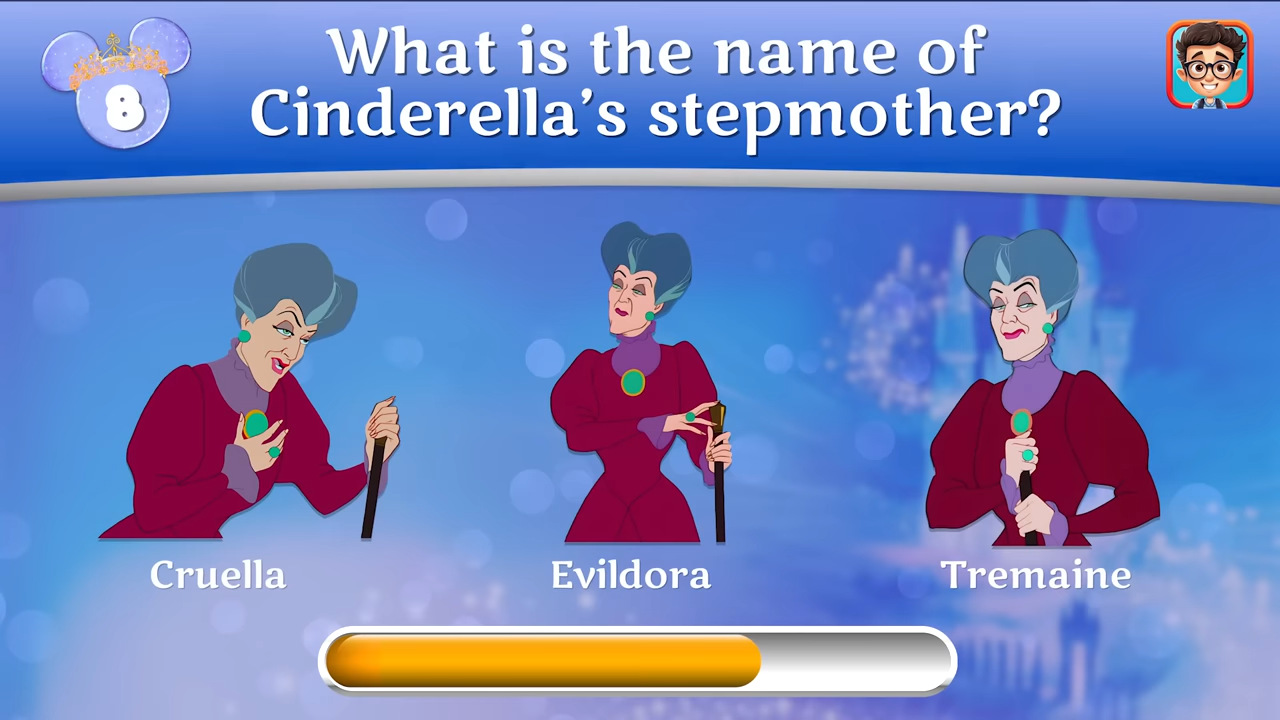 8
What is the name of
Cinderella's stepmother?
Cruella
Evildora
Tremaine